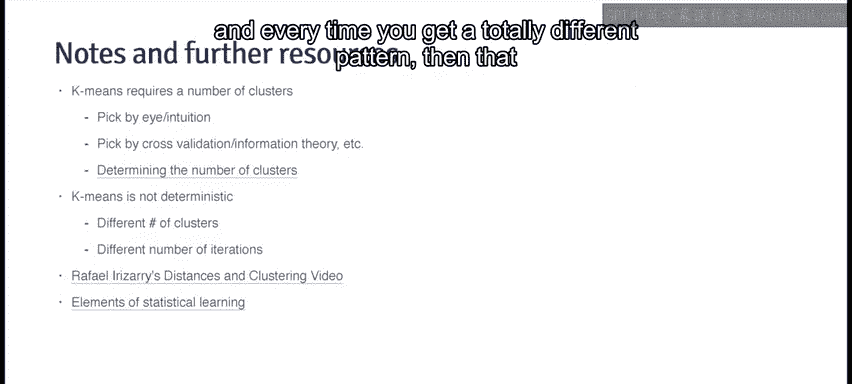 and every time you get a totally different
pattern, then that
Notes and further
K-means requires a number of clusters
- Pick by eye/intuition
- Pick by cross validation/information theory, etc.
- Determining the number of clusters
K-means is not deterministic
- Different # of clusters
- Different number of iterations
Rafael Irizarry's Distances and Clustering Video
Elements of statistical learning